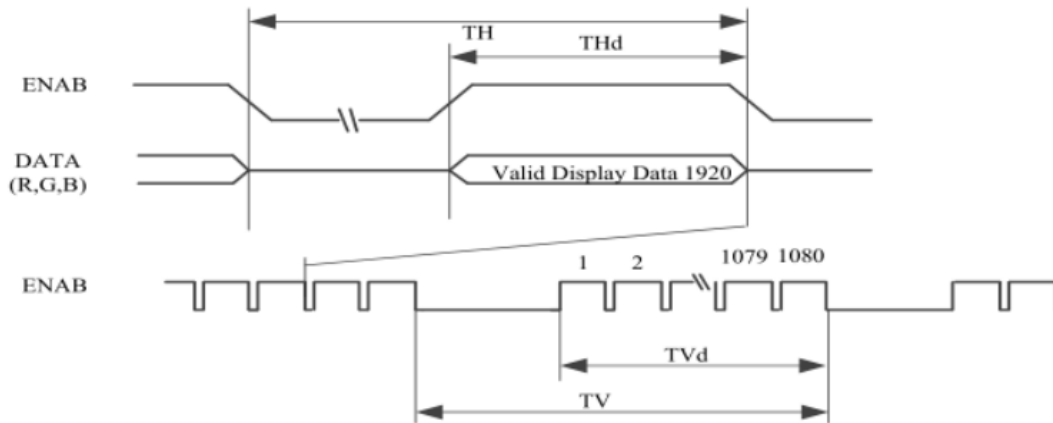 TH
THd
ENAB
DATA
(R,G,B)
Valid Display Data 1920
1 2 1079 1080
ENAB
TVd
TV